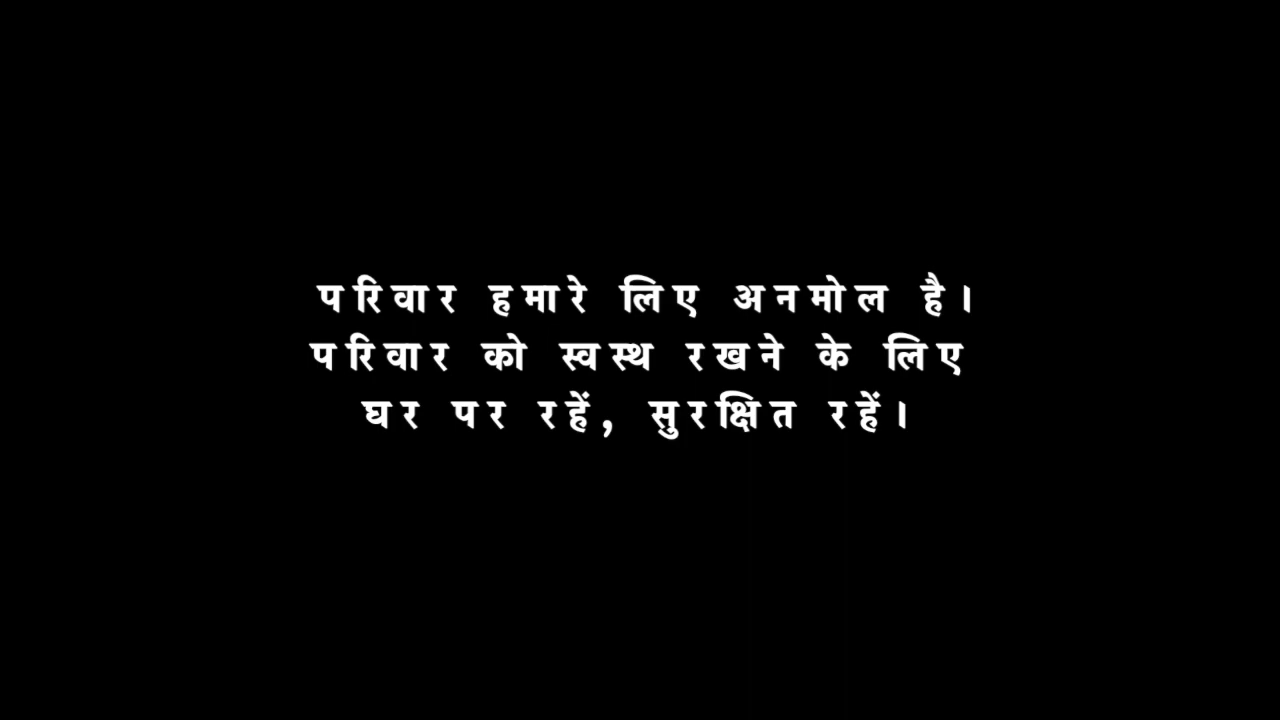 परिवार हमारे लिए अनमोल है।
परिवार को स्वस्थ रखने के लिए
घर पर रहें, सुरक्षित रहें।